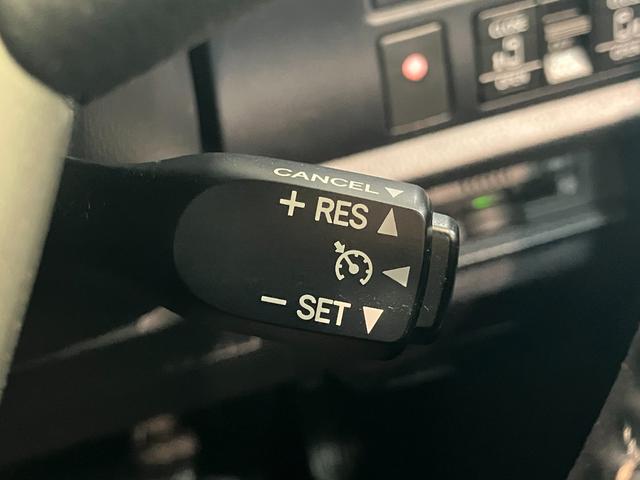 CANCEL ▼
+ RES ▲
◀
− SET ▼